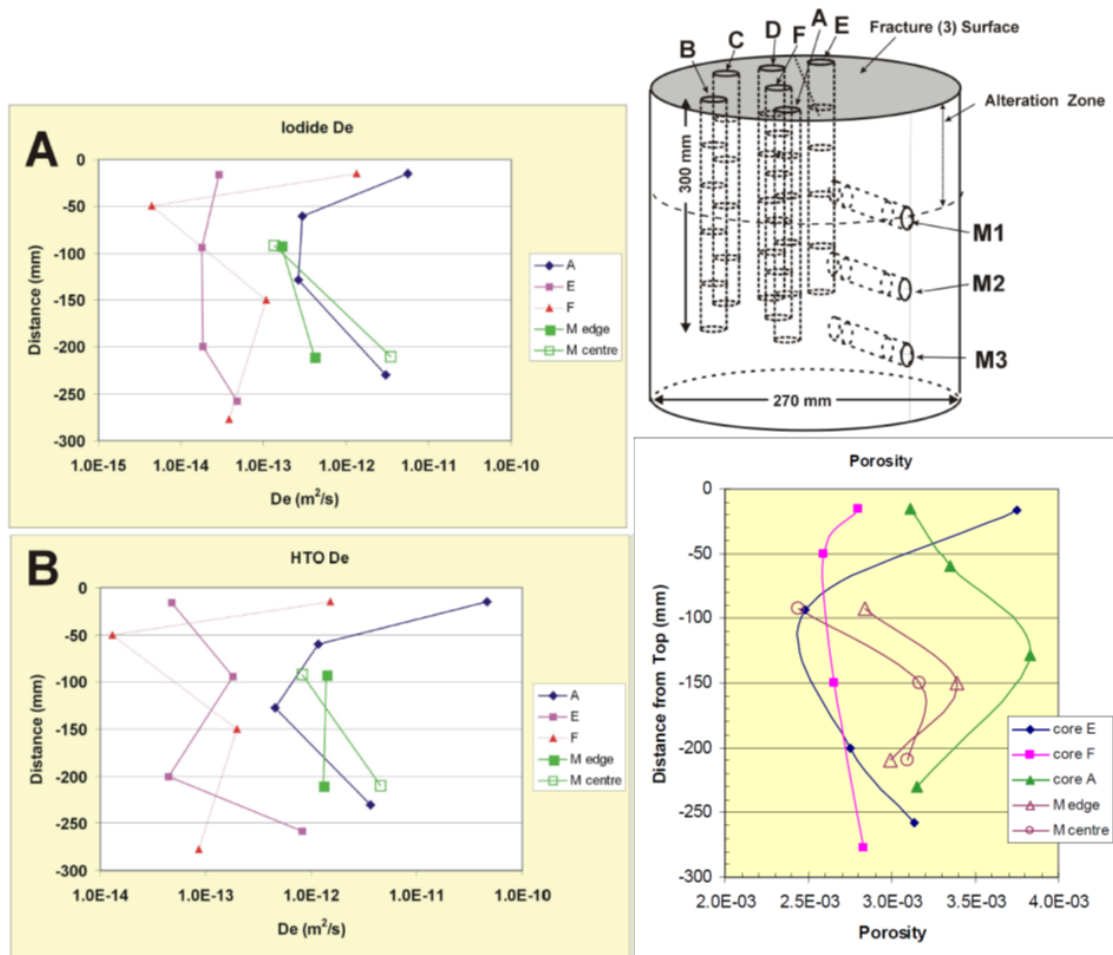 A
Iodide De
0
-50
-100
-150
-200
-250
-300
Distance (mm)
1.0E-15 1.0E-14 1.0E-13 1.0E-12 1.0E-11 1.0E-10
De (m²/s)
A
E
F
M edge
M centre
B
HTO De
0
-50
-100
-150
-200
-250
-300
Distance (mm)
1.0E-14 1.0E-13 1.0E-12 1.0E-11 1.0E-10
De (m²/s)
A
E
F
M edge
M centre
B C D F A E
Fracture (3) Surface
Alteration Zone
300 mm
M1
M2
M3
270 mm
Porosity
0
-50
-100
-150
-200
-250
-300
Distance from Top (mm)
2.0E-03 2.5E-03 3.0E-03 3.5E-03 4.0E-03
Porosity
core E
core F
core A
M edge
M centre